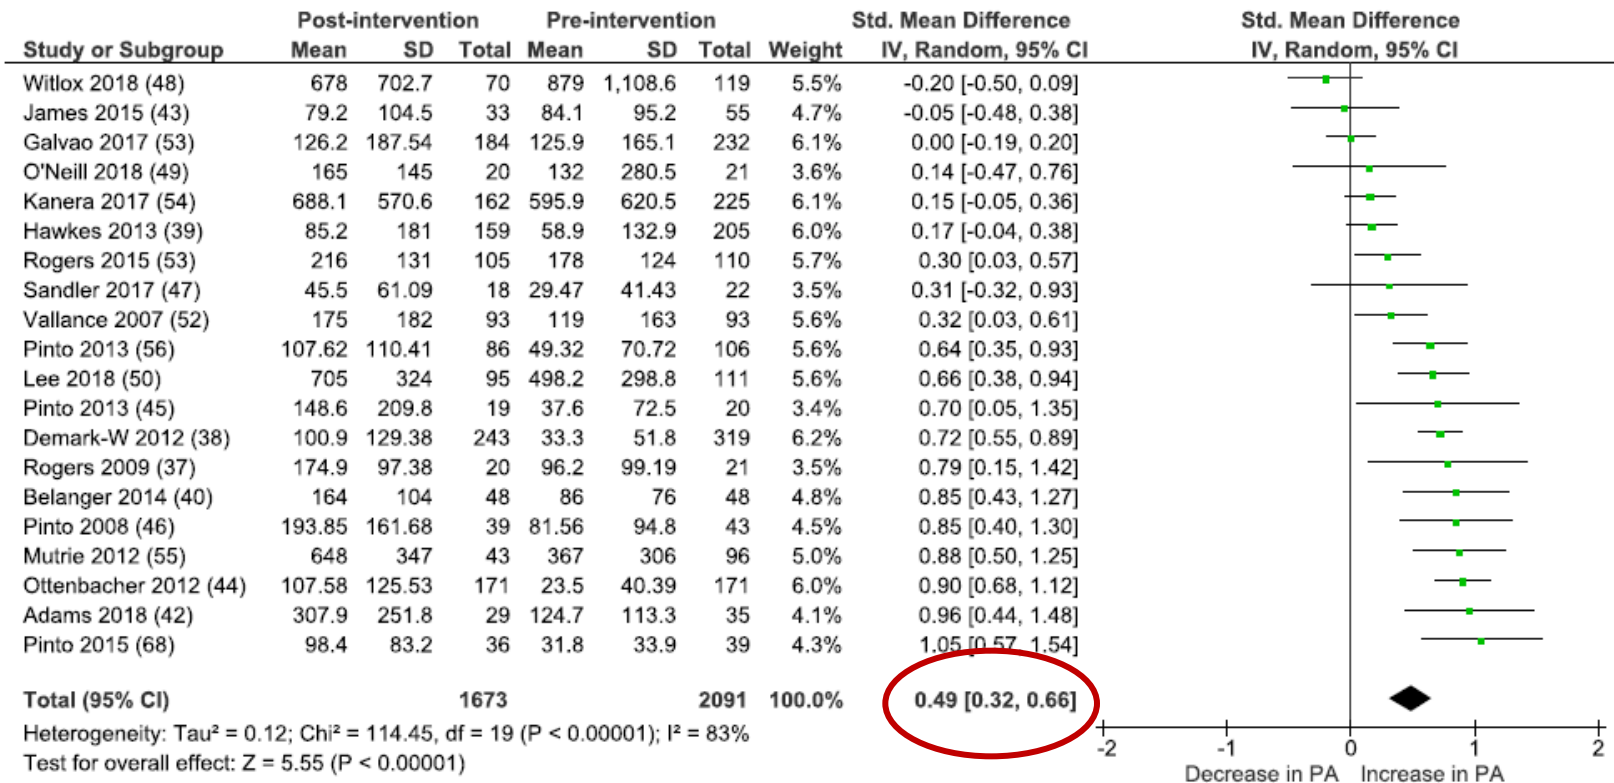 Post-intervention Pre-intervention Std. Mean Difference Std. Mean Difference
Study or Subgroup Mean SD Total Mean SD Total Weight IV, Random, 95% CI IV, Random, 95% CI
Witlox 2018 (48) 678 702.7 70 879 1,108.6 119 5.5% -0.20 [-0.50, 0.09]
James 2015 (43) 79.2 104.5 33 84.1 95.2 55 4.7% -0.05 [-0.48, 0.38]
Galvao 2017 (53) 126.2 187.54 184 125.9 165.1 232 6.1% 0.00 [-0.19, 0.20]
O'Neill 2018 (49) 165 145 20 132 280.5 21 3.6% 0.14 [-0.47, 0.76]
Kanera 2017 (54) 688.1 570.6 162 595.9 620.5 225 6.1% 0.15 [-0.05, 0.36]
Hawkes 2013 (39) 85.2 181 159 58.9 132.9 205 6.0% 0.17 [-0.04, 0.38]
Rogers 2015 (53) 216 131 105 178 124 110 5.7% 0.30 [0.03, 0.57]
Sandler 2017 (47) 45.5 61.09 18 29.47 41.43 22 3.5% 0.31 [-0.32, 0.93]
Vallance 2007 (52) 175 182 93 119 163 93 5.6% 0.32 [0.03, 0.61]
Pinto 2013 (56) 107.62 110.41 86 49.32 70.72 106 5.6% 0.64 [0.35, 0.93]
Lee 2018 (50) 705 324 95 498.2 298.8 111 5.6% 0.66 [0.38, 0.94]
Pinto 2013 (45) 148.6 209.8 19 37.6 72.5 20 3.4% 0.70 [0.05, 1.35]
Demark-W 2012 (38) 100.9 129.38 243 33.3 51.8 319 6.2% 0.72 [0.55, 0.89]
Rogers 2009 (37) 174.9 97.38 20 96.2 99.19 21 3.5% 0.79 [0.15, 1.42]
Belanger 2014 (40) 164 104 48 86 76 48 4.8% 0.85 [0.43, 1.27]
Pinto 2008 (46) 193.85 161.68 39 81.56 94.8 43 4.5% 0.85 [0.40, 1.30]
Mutrie 2012 (55) 648 347 43 367 306 96 5.0% 0.88 [0.50, 1.25]
Ottenbacher 2012 (44) 107.58 125.53 171 23.5 40.39 171 6.0% 0.90 [0.68, 1.12]
Adams 2018 (42) 307.9 251.8 29 124.7 113.3 35 4.1% 0.96 [0.44, 1.48]
Pinto 2015 (68) 98.4 83.2 36 31.8 33.9 39 4.3% 1.05 [0.57, 1.54]
Total (95% CI) 1673 2091 100.0% 0.49 [0.32, 0.66]
Heterogeneity: Tau² = 0.12; Chi² = 114.45, df = 19 (P < 0.00001); I² = 83%
Test for overall effect: Z = 5.55 (P < 0.00001)
-2 -1 0 1 2
Decrease in PA Increase in PA